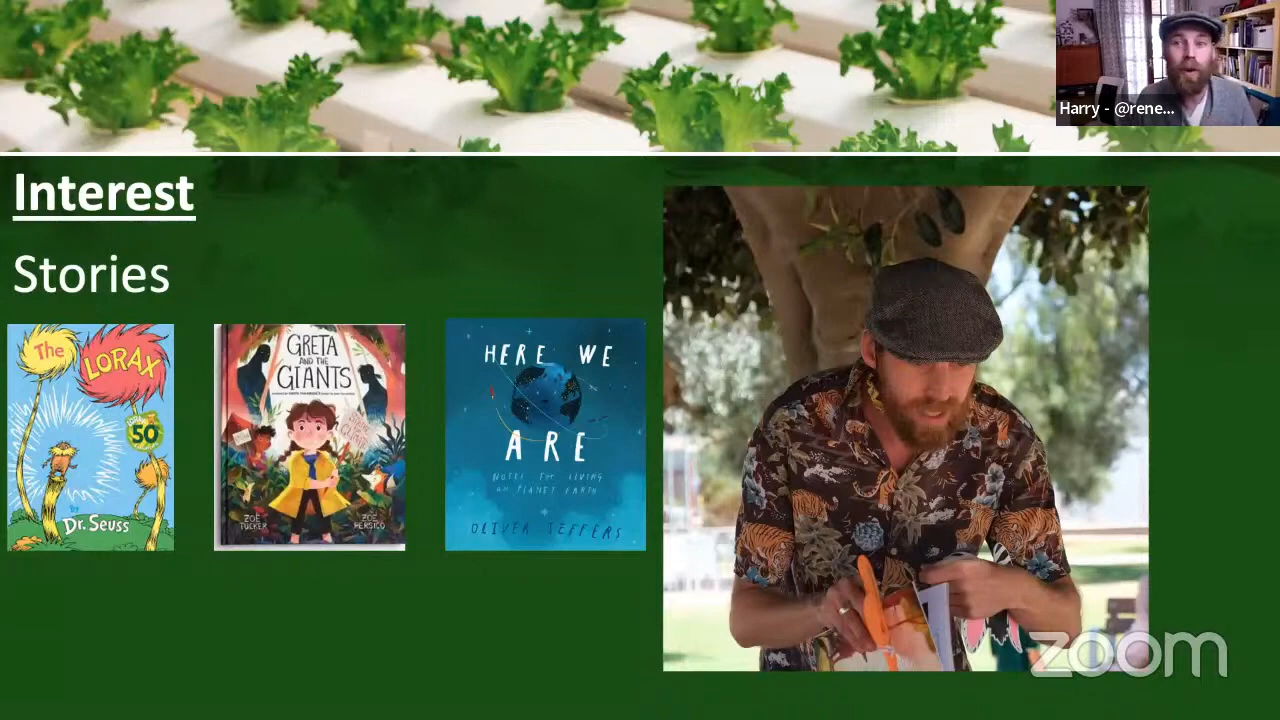 Harry - @rene...
Interest
Stories
The
LORAX
50
BY
Dr. Seuss
GRETA
AND THE
GIANTS
ZOË
TUCKER
ZOE
PERSICO
HERE WE
ARE
NOTES FOR LIVING
ON PLANET EARTH
OLIVER JEFFERS
zoom